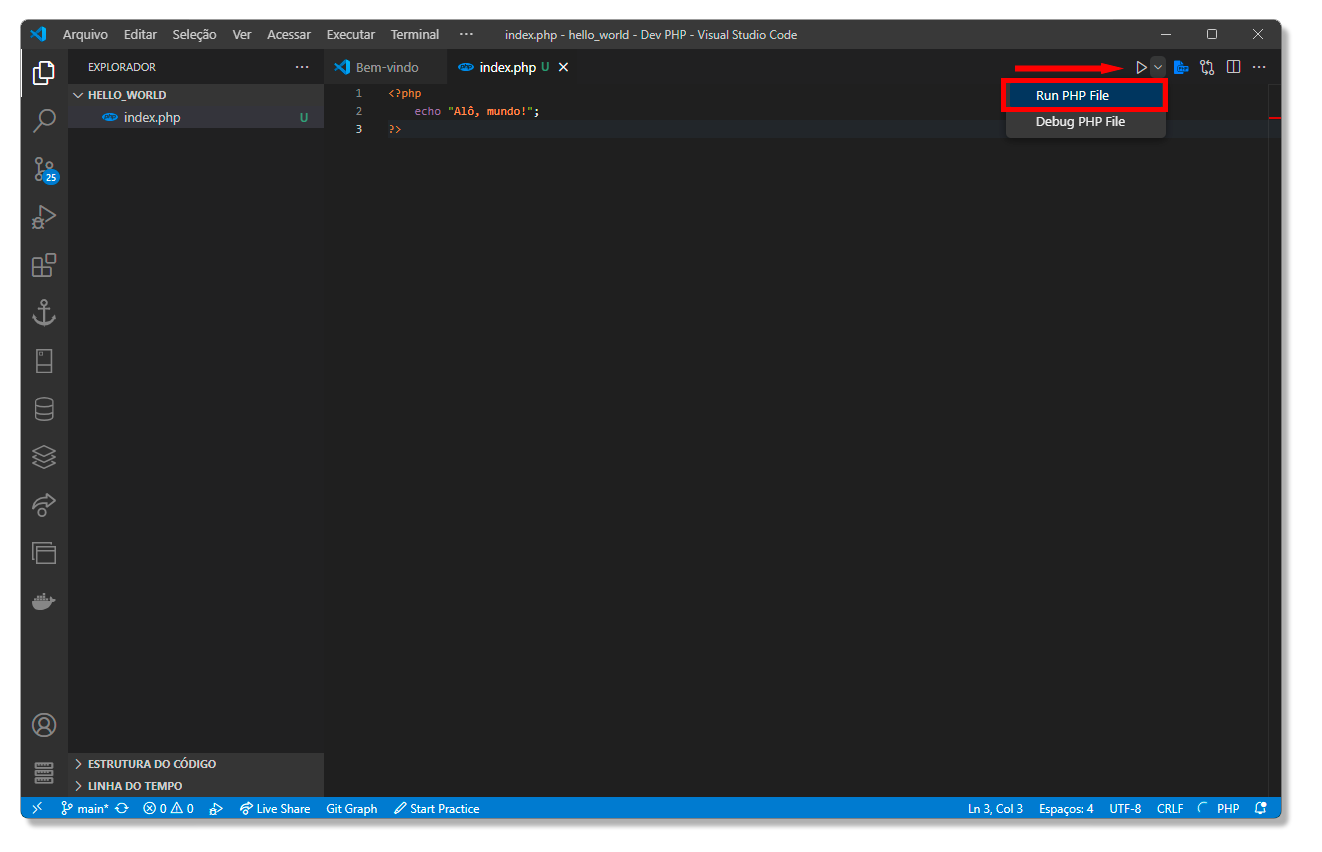 Arquivo Editar Seleção Ver Acessar Executar Terminal ··· index.php - hello_world - Dev PHP - Visual Studio Code
EXPLORADOR ···
Bem-vindo
php index.php U
HELLO_WORLD
php index.php U
25
1 <?php
2 echo "Alô, mundo!";
3 ?>
Run PHP File
Debug PHP File
ESTRUTURA DO CÓDIGO
LINHA DO TEMPO
main* 0 0 Live Share Git Graph Start Practice Ln 3, Col 3 Espaços: 4 UTF-8 CRLF PHP